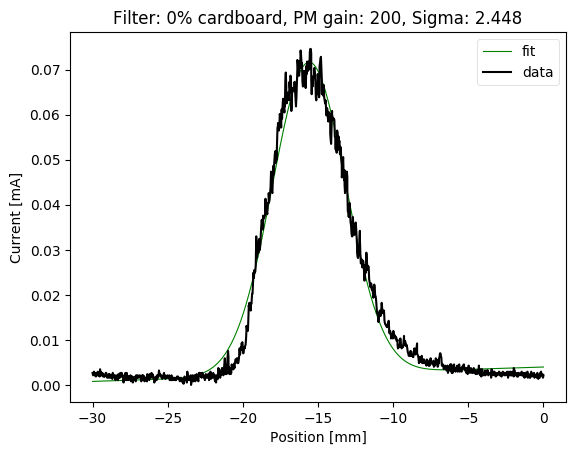 Filter: 0% cardboard, PM gain: 200, Sigma: 2.448
fit
data
0.07
0.06
0.05
0.04
0.03
0.02
0.01
0.00
Current [mA]
−30 −25 −20 −15 −10 −5 0
Position [mm]